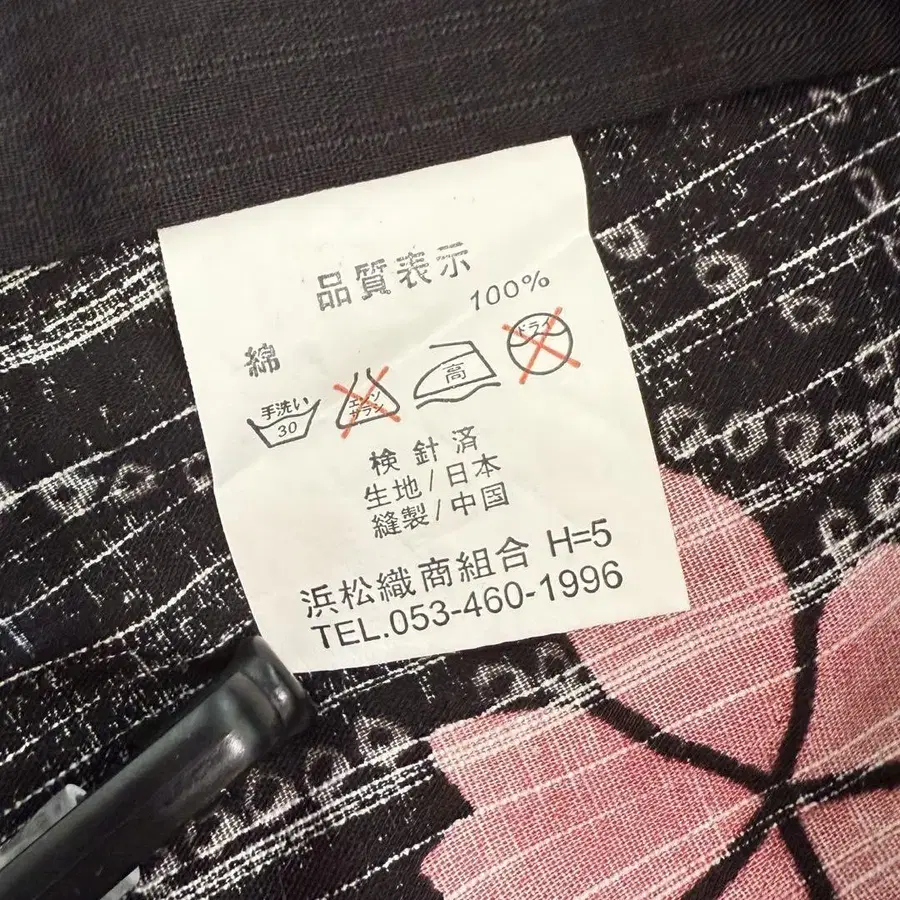 品質表示
綿 100%
手洗い 30 エンソサラシ 高 ドライ
検針済
生地/日本
縫製/中国
浜松織商組合 H=5
TEL.053-460-1996